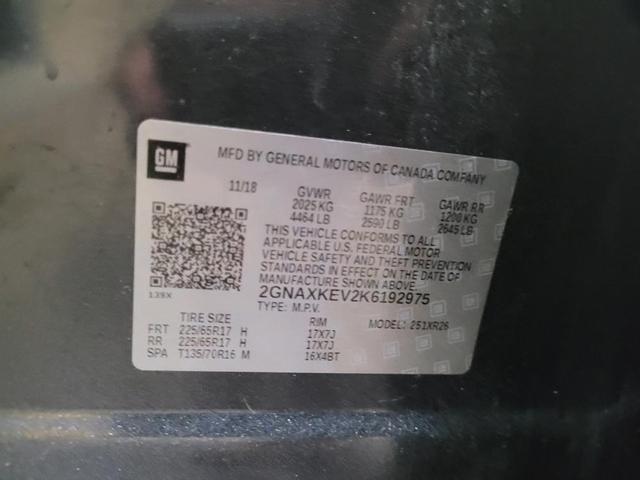 GM
MFD BY GENERAL MOTORS OF CANADA COMPANY
11/18 GVWR GAWR FRT GAWR RR
2025 KG 1175 KG 1200 KG
4464 LB 2590 LB 2645 LB
THIS VEHICLE CONFORMS TO ALL
APPLICABLE U.S. FEDERAL MOTOR
VEHICLE SAFETY AND THEFT PREVENTION
STANDARDS IN EFFECT ON THE DATE OF
MANUFACTURE SHOWN ABOVE.
139X
2GNAXKEV2K6192975
TYPE: M.P.V.
MODEL: 251XR26
TIRE SIZE RIM
FRT 225/65R17 H 17X7J
RR 225/65R17 H 17X7J
SPA T135/70R16 M 16X4BT